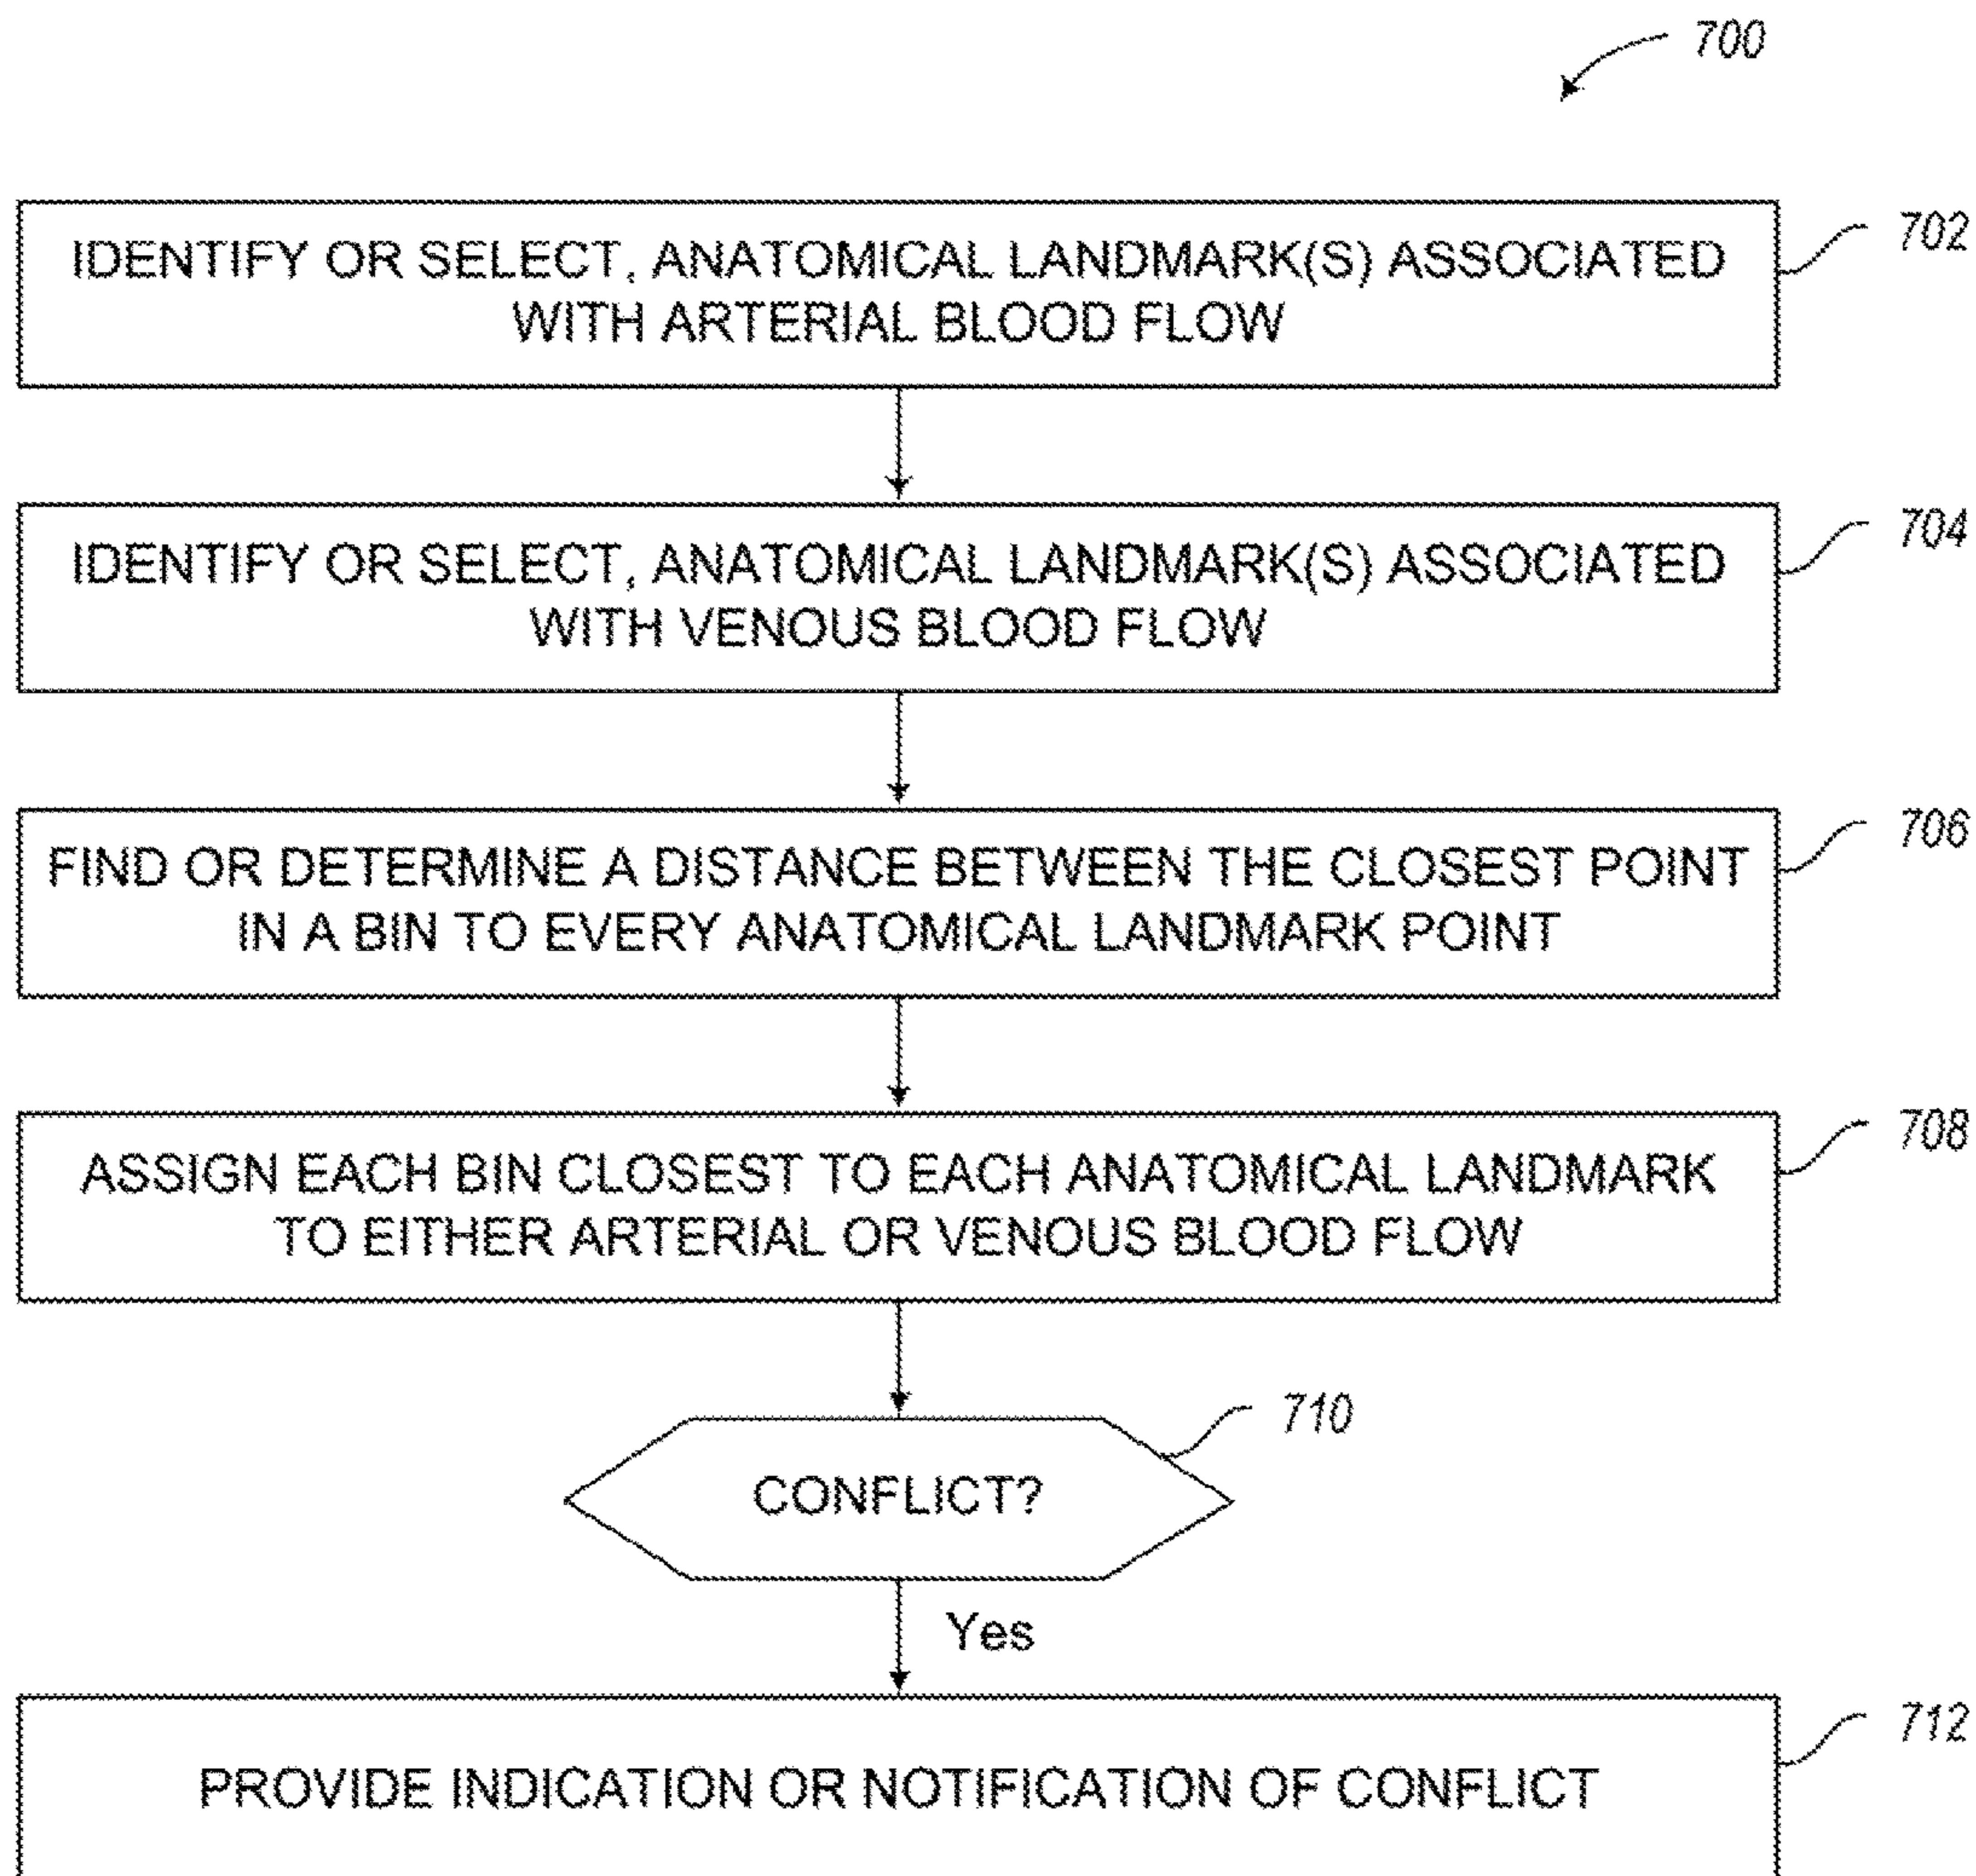 700
IDENTIFY OR SELECT, ANATOMICAL LANDMARK(S) ASSOCIATED
WITH ARTERIAL BLOOD FLOW
702
IDENTIFY OR SELECT, ANATOMICAL LANDMARK(S) ASSOCIATED
WITH VENOUS BLOOD FLOW
704
FIND OR DETERMINE A DISTANCE BETWEEN THE CLOSEST POINT
IN A BIN TO EVERY ANATOMICAL LANDMARK POINT
706
ASSIGN EACH BIN CLOSEST TO EACH ANATOMICAL LANDMARK
TO EITHER ARTERIAL OR VENOUS BLOOD FLOW
708
CONFLICT?
710
Yes
PROVIDE INDICATION OR NOTIFICATION OF CONFLICT
712